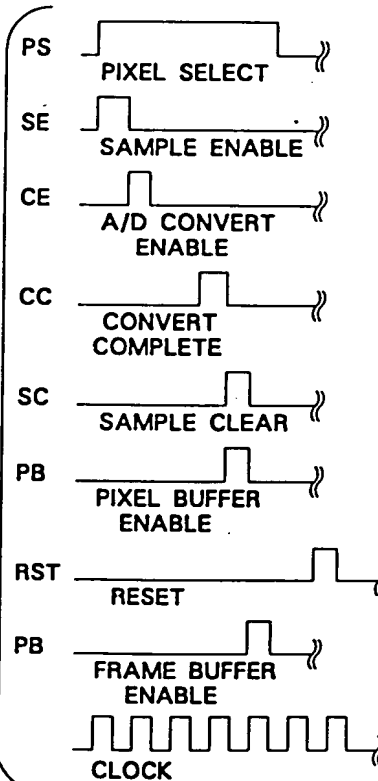 PS
PIXEL SELECT
SE
SAMPLE ENABLE
CE
A/D CONVERT
ENABLE
CC
CONVERT
COMPLETE
SC
SAMPLE CLEAR
PB
PIXEL BUFFER
ENABLE
RST
RESET
PB
FRAME BUFFER
ENABLE
CLOCK